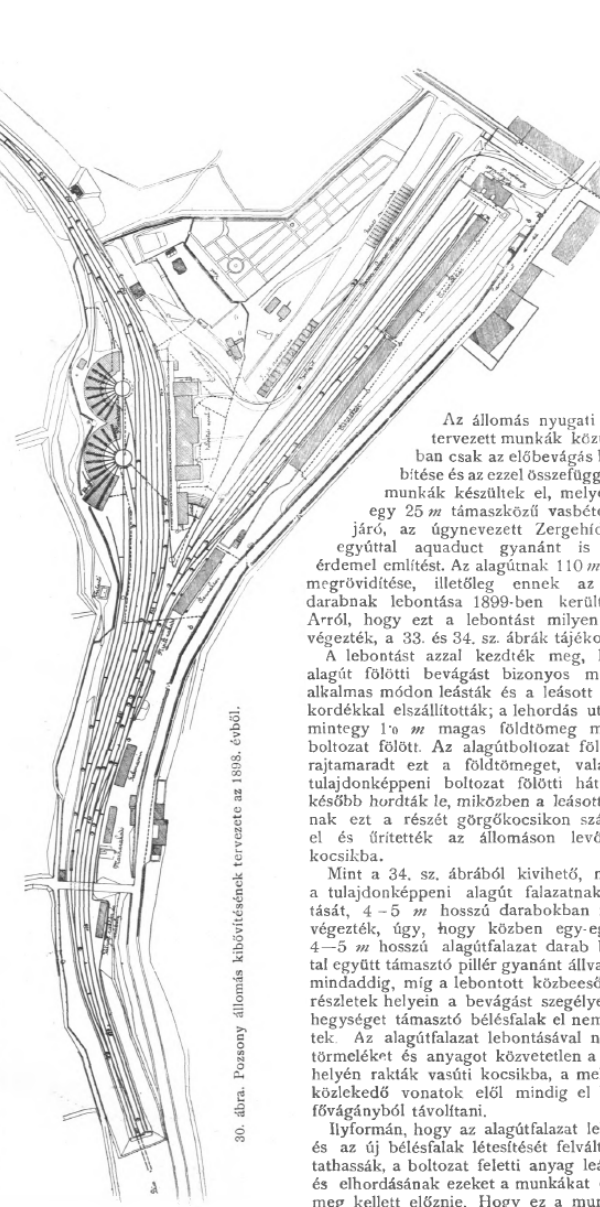 Az állomás nyugati
tervezett munkák közü
ban csak az előbevágás
bítése és az ezzel összefügg
munkák készültek el, melye
egy 25 m támaszközű vasbéte
járó, az úgynevezett Zergehíd
egyúttal aquaduct gyanánt is
érdemel említést. Az alagútnak 110 m
megrövidítése, illetőleg ennek az
darabnak lebontása 1899-ben került
Arról, hogy ezt a lebontást milyen
végezték, a 33. és 34. sz. ábrák tájéko
A lebontást azzal kezdték meg,
alagút fölötti bevágást bizonyos m
alkalmas módon leásták és a leásott
kordékkal elszállították; a lehordás ut
mintegy 1·0 m magas földtömeg m
boltozat fölött. Az alagútboltozat föl
rajtamaradt ezt a földtömeget, vala
tulajdonképpeni boltozat fölötti hát
később hordták le, miközben a leásott
nak ezt a részét görgőkocsikon szá
el és ürítették az állomáson levő
kocsikba.
Mint a 34. sz. ábrából kivihető,
a tulajdonképpeni alagút falazatnak
tását, 4-5 m hosszú darabokban
végezték, úgy, hogy közben egy-eg
4—5 m hosszú alagútfalazat darab
tal együtt támasztó pillér gyanánt állva
mindaddig, míg a lebontott közbeeső
részletek helyein a bevágást szegélye
hegységet támasztó bélésfalak el nem
tek. Az alagútfalazat lebontásával n
törmeléket és anyagot közvetetlen a
helyén rakták vasúti kocsikba, a me
közlekedő vonatok elől mindig el
fővágányból távolítani.
Ilyformán, hogy az alagútfalazat le
és az új bélésfalak létesítését felvált
tathassák, a boltozat feletti anyag leá
és elhordásának ezeket a munkákat
meg kellett előznie. Hogy ez a mun
30. ábra. Pozsony állomás kibővítésének tervezete az 1898. évből.